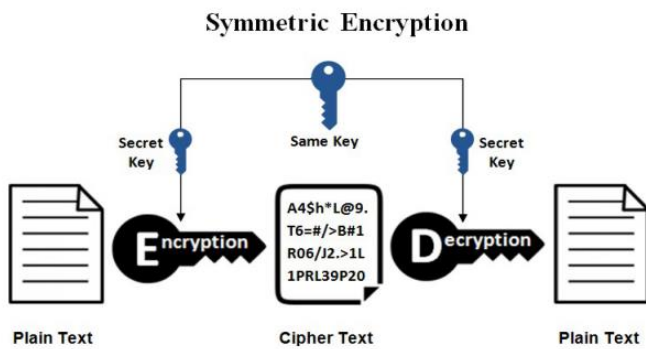 Symmetric Encryption
Secret
Key
Same Key
Secret
Key
Encryption
A4$h*L@9.
T6=#/>B#1
R06/J2.>1L
1PRL39P20
Decryption
Plain Text
Cipher Text
Plain Text